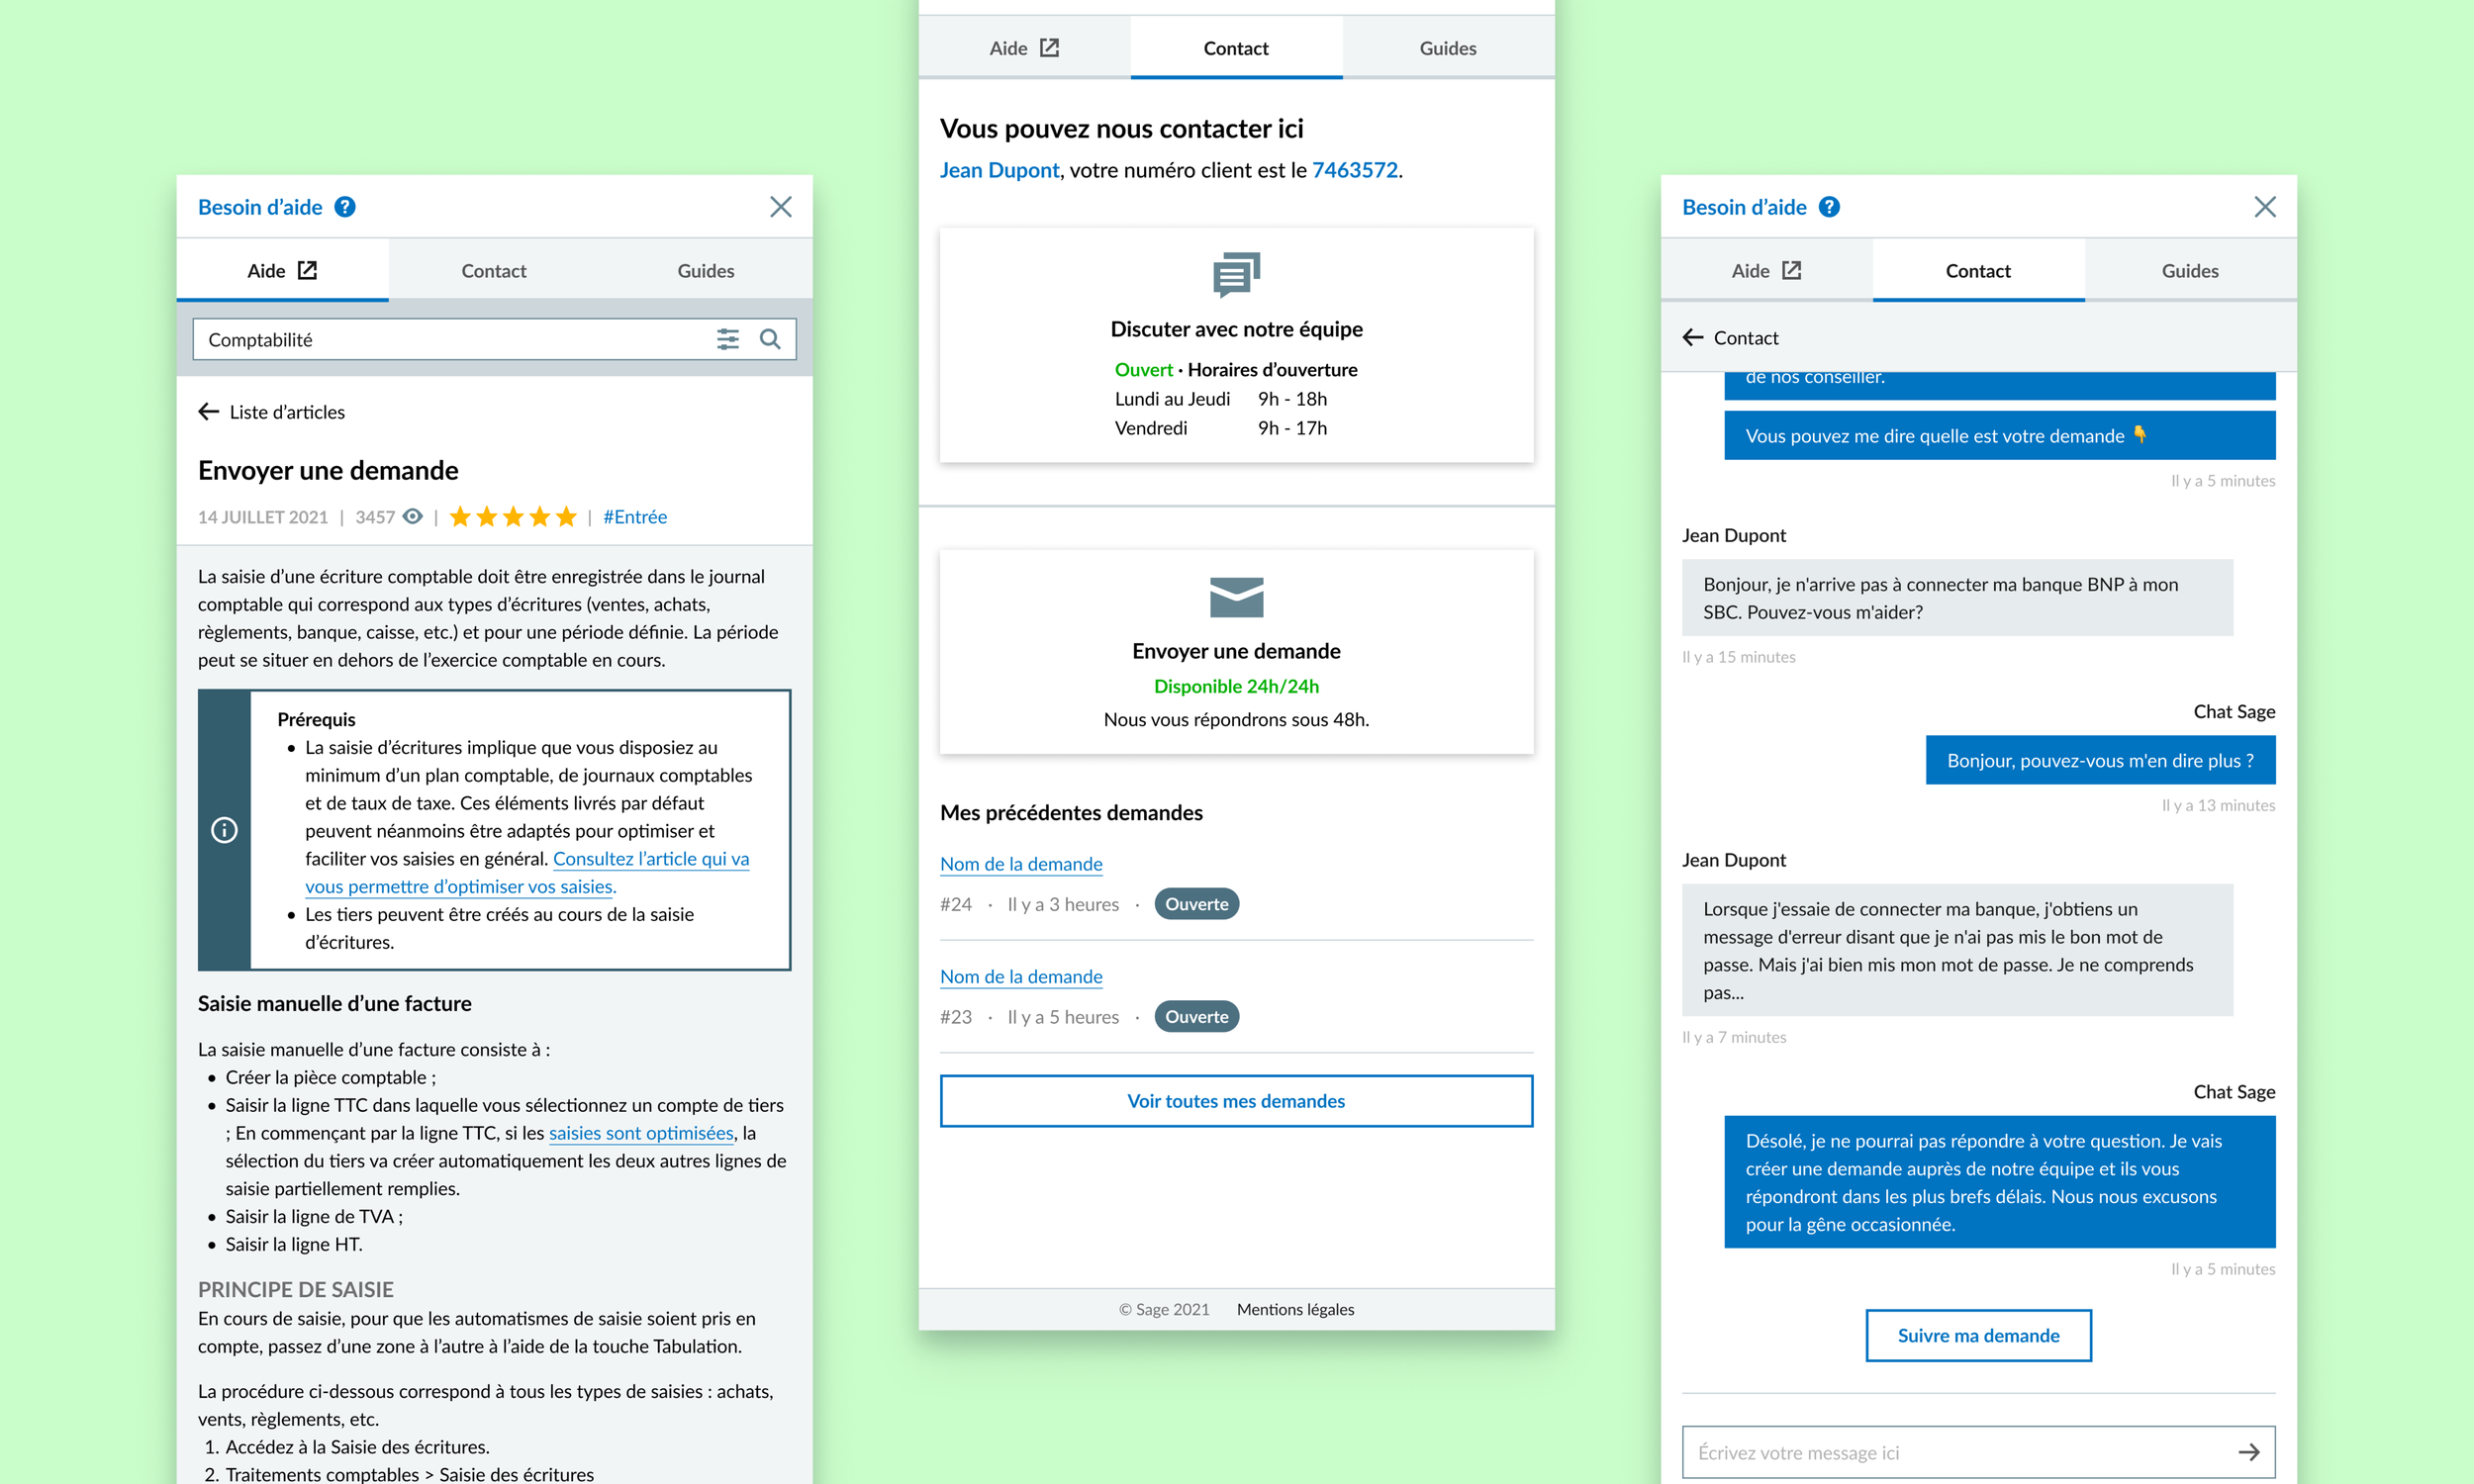 Besoin d’aide ?
Aide
Contact
Guides
Comptabilité
Liste d’articles
Envoyer une demande
14 JUILLET 2021 | 3457 | | #Entrée
La saisie d’une écriture comptable doit être enregistrée dans le journal
comptable qui correspond aux types d’écritures (ventes, achats,
règlements, banque, caisse, etc.) et pour une période définie. La période
peut se situer en dehors de l’exercice comptable en cours.
Prérequis
• La saisie d’écritures implique que vous disposiez au
minimum d’un plan comptable, de journaux comptables
et de taux de taxe. Ces éléments livrés par défaut
peuvent néanmoins être adaptés pour optimiser et
faciliter vos saisies en général. Consultez l’article qui va
vous permettre d’optimiser vos saisies.
• Les tiers peuvent être créés au cours de la saisie
d’écritures.
Saisie manuelle d’une facture
La saisie manuelle d’une facture consiste à :
• Créer la pièce comptable ;
• Saisir la ligne TTC dans laquelle vous sélectionnez un compte de tiers
; En commençant par la ligne TTC, si les saisies sont optimisées, la
sélection du tiers va créer automatiquement les deux autres lignes de
saisie partiellement remplies.
• Saisir la ligne de TVA ;
• Saisir la ligne HT.
PRINCIPE DE SAISIE
En cours de saisie, pour que les automatismes de saisie soient pris en
compte, passez d’une zone à l’autre à l’aide de la touche Tabulation.
La procédure ci-dessous correspond à tous les types de saisies : achats,
vents, règlements, etc.
1. Accédez à la Saisie des écritures.
2. Traitements comptables > Saisie des écritures
Aide
Contact
Guides
Vous pouvez nous contacter ici
Jean Dupont, votre numéro client est le 7463572.
Discuter avec notre équipe
Ouvert · Horaires d’ouverture
Lundi au Jeudi 9h - 18h
Vendredi 9h - 17h
Envoyer une demande
Disponible 24h/24h
Nous vous répondrons sous 48h.
Mes précédentes demandes
Nom de la demande
#24 · Il y a 3 heures · Ouverte
Nom de la demande
#23 · Il y a 5 heures · Ouverte
Voir toutes mes demandes
© Sage 2021 Mentions légales
Besoin d’aide ?
Aide
Contact
Guides
Contact
de nos conseiller.
Vous pouvez me dire quelle est votre demande 👇
Il y a 5 minutes
Jean Dupont
Bonjour, je n'arrive pas à connecter ma banque BNP à mon
SBC. Pouvez-vous m'aider?
Il y a 15 minutes
Chat Sage
Bonjour, pouvez-vous m'en dire plus ?
Il y a 13 minutes
Jean Dupont
Lorsque j'essaie de connecter ma banque, j'obtiens un
message d'erreur disant que je n'ai pas mis le bon mot de
passe. Mais j'ai bien mis mon mot de passe. Je ne comprends
pas...
Il y a 7 minutes
Chat Sage
Désolé, je ne pourrai pas répondre à votre question. Je vais
créer une demande auprès de notre équipe et ils vous
répondront dans les plus brefs délais. Nous nous excusons
pour la gêne occasionnée.
Il y a 5 minutes
Suivre ma demande
Écrivez votre message ici